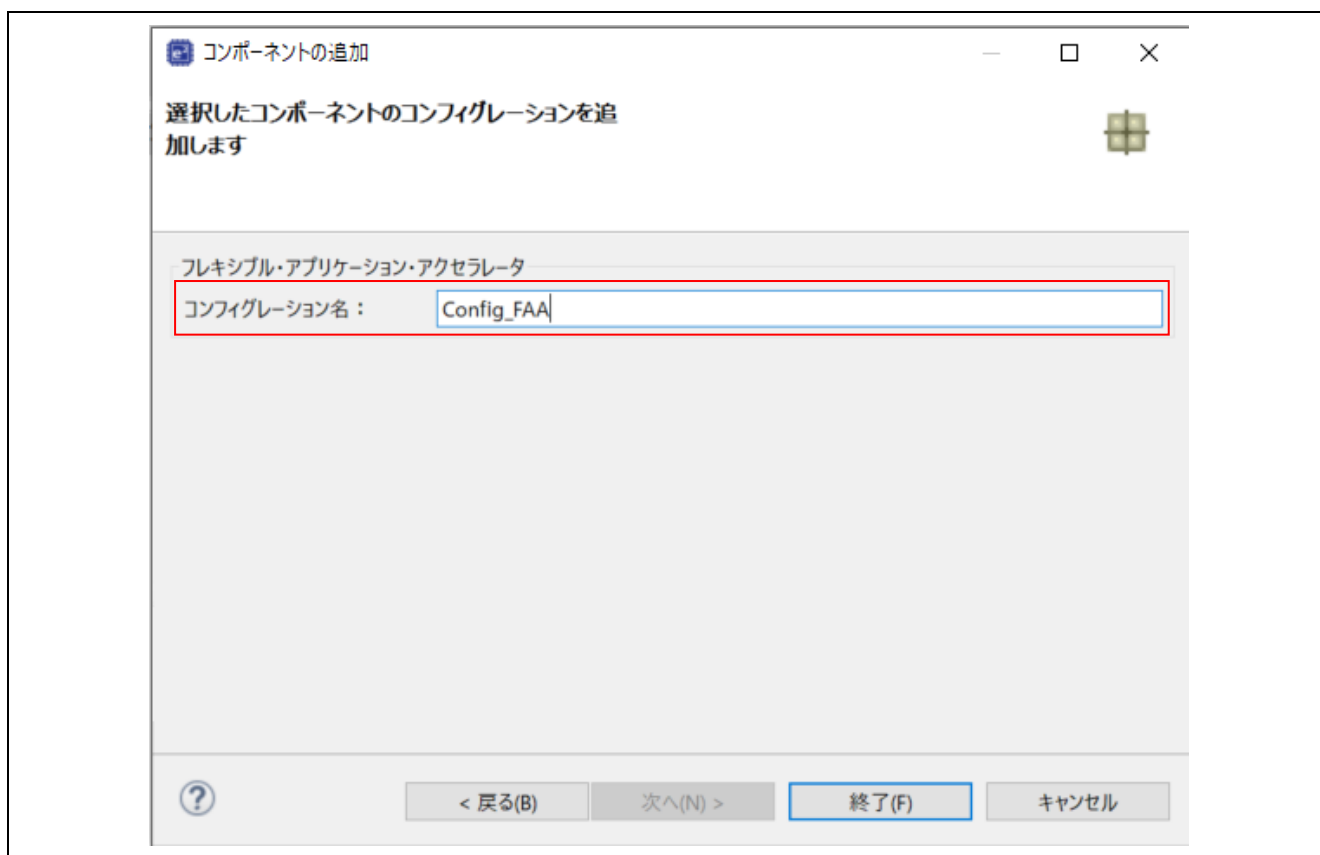 コンポーネントの追加
選択したコンポーネントのコンフィグレーションを追
加します
フレキシブル・アプリケーション・アクセラレータ
コンフィグレーション名： Config_FAA
< 戻る(B) 次へ(N) > 終了(F) キャンセル